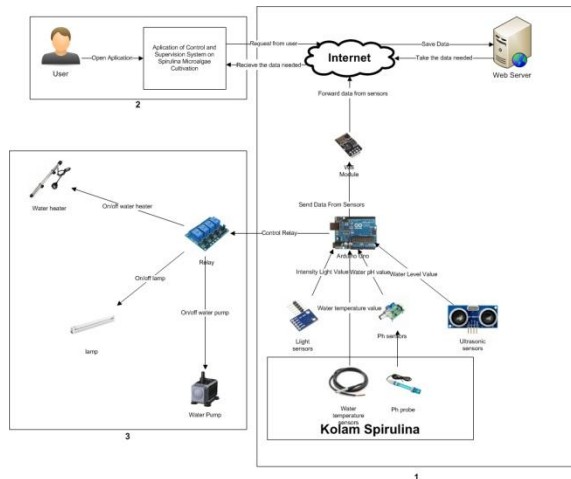 User
Open Aplication
Aplication of Control and
Supervision System on
Spirulina Microalgae
Cultivation
Request from user
Recieve the data needed
2
Internet
Save Data
Take the data needed
Web Server
Forward data from sensors
Wifi
Module
Send Data From Sensors
Arduino Uno
Control Relay
Intensity Light Value
Water pH value
Water Level Value
Water temperature value
Light
sensors
Ph sensors
Ultrasonic
sensors
Water
temperature
sensors
Ph probe
Kolam Spirulina
1
Water heater
On/off water heater
Relay
On/off lamp
On/off water pump
lamp
Water Pump
3